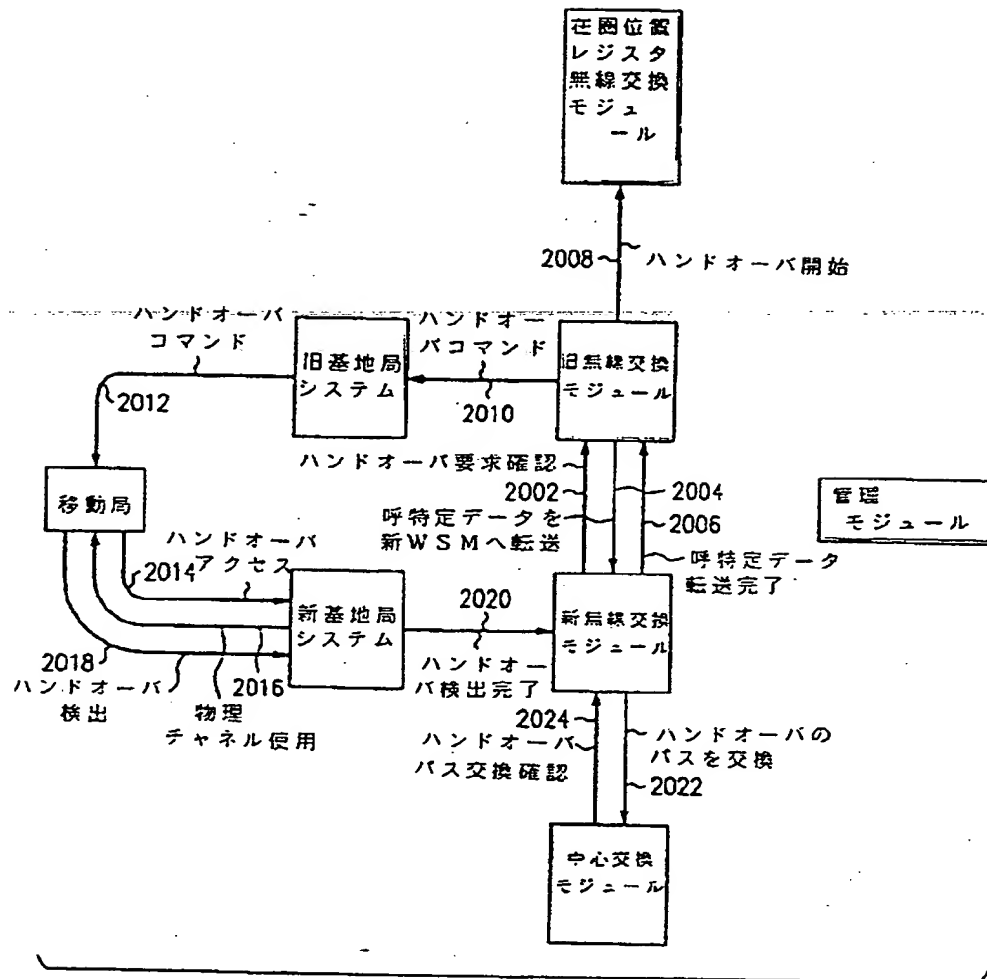 在圏位置
レジスタ
無線交換
モジュ
ール
2008
ハンドオーバ開始
ハンドオーバ
コマンド
2012
旧基地局
システム
ハンドオー
バコマンド
2010
旧無線交換
モジュール
ハンドオーバ要求確認
2002
2004
呼特定データを
新WSMへ転送
2006
呼特定データ
転送完了
管理
モジュール
移動局
ハンドオーバ
アクセス
2014
新基地局
システム
2020
ハンドオー
バ検出完了
新無線交換
モジュール
2018
ハンドオーバ
検出
2016
物理
チャネル使用
2024
ハンドオーバ
パス交換確認
ハンドオーバの
パスを交換
2022
中心交換
モジュール